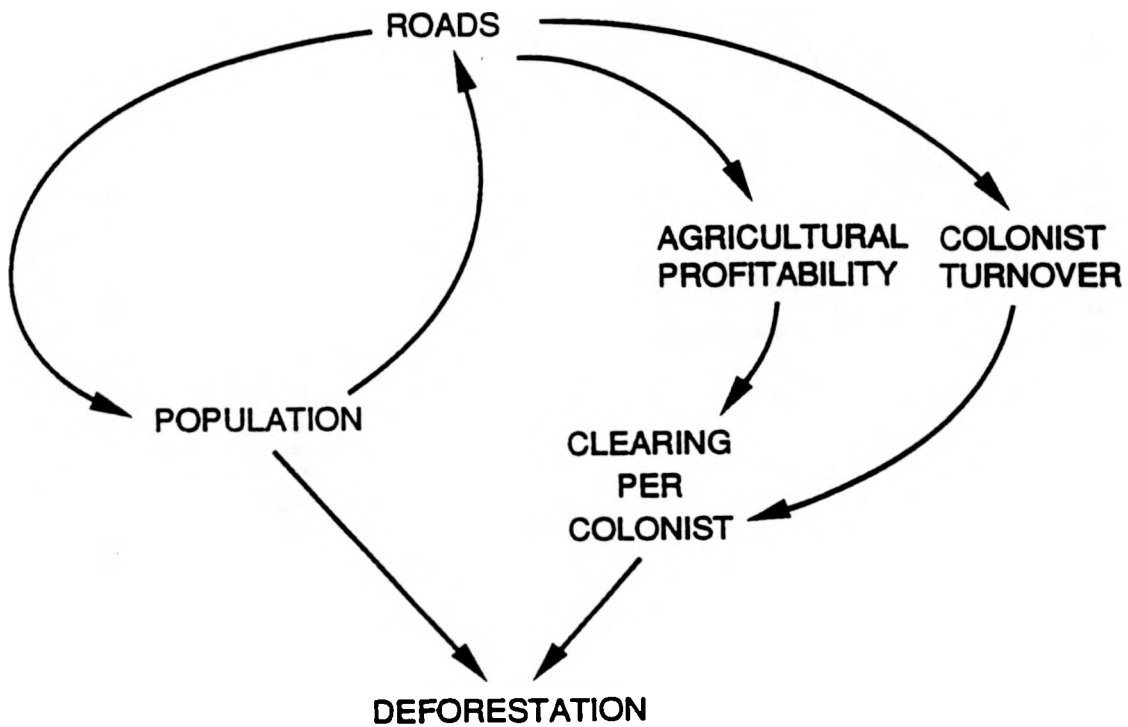 ROADS
AGRICULTURAL
PROFITABILITY
COLONIST
TURNOVER
POPULATION
CLEARING
PER
COLONIST
DEFORESTATION